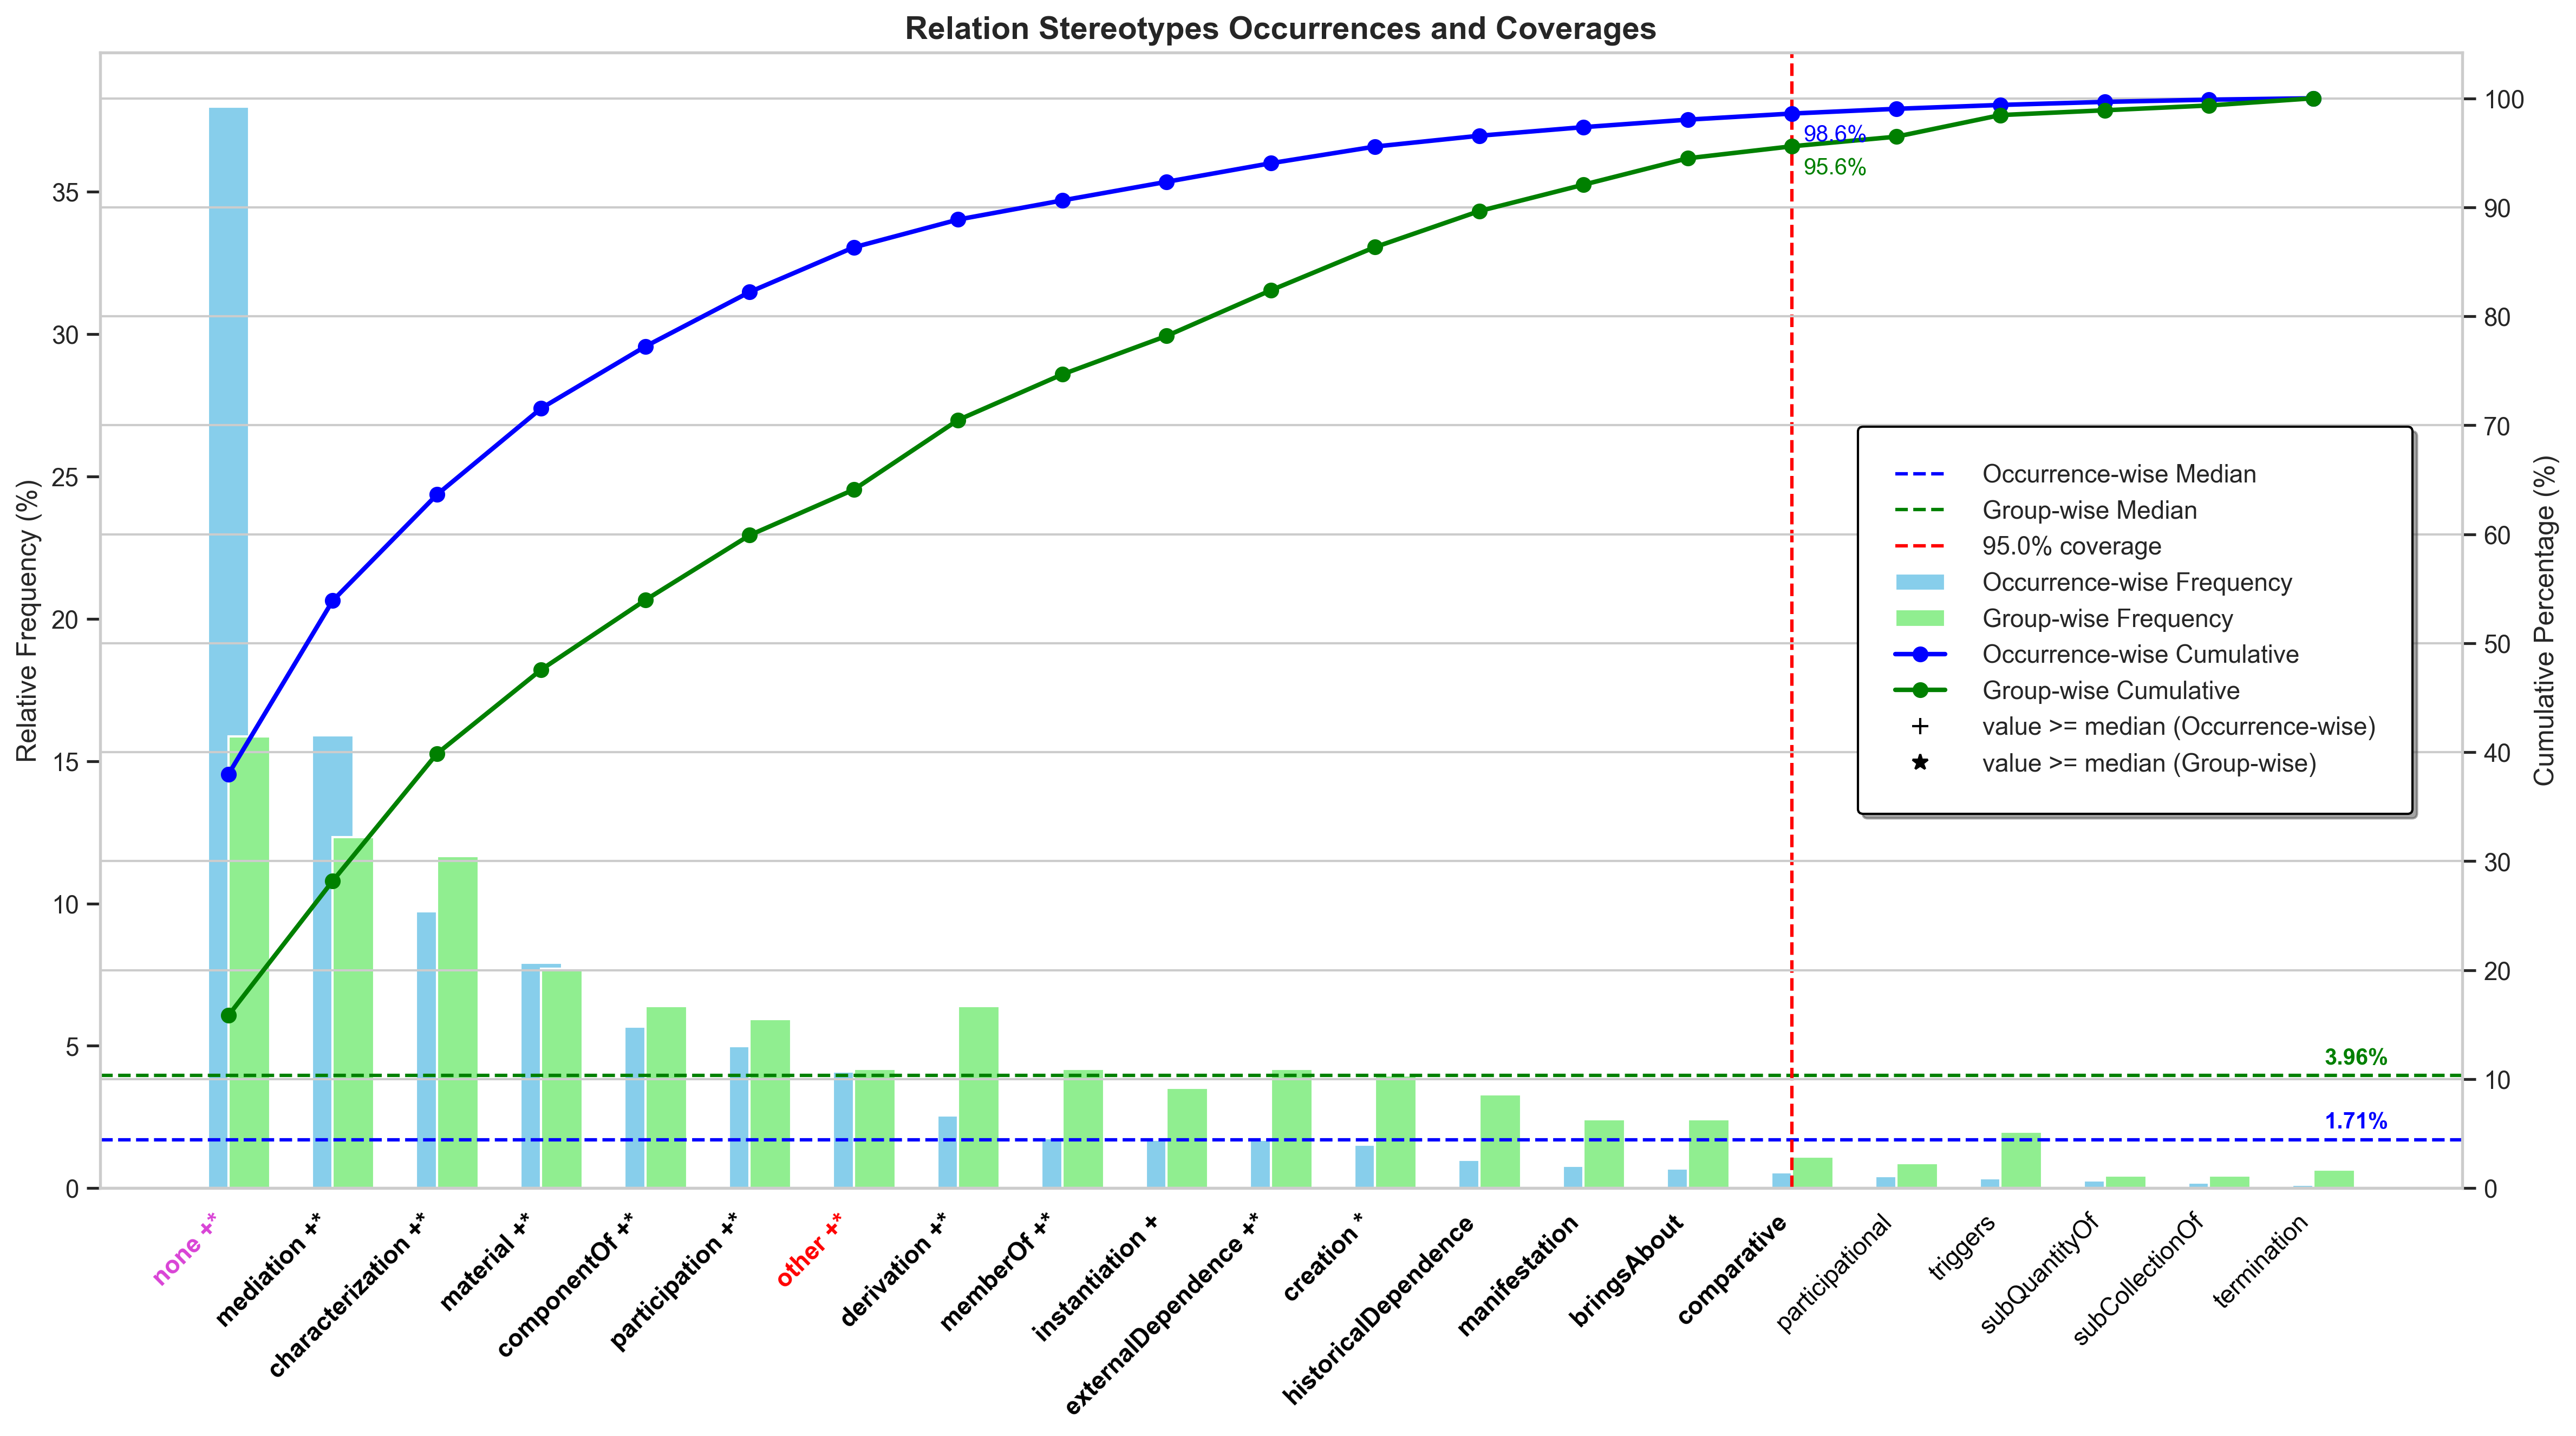 Relation Stereotypes Occurrences and Coverages
Relative Frequency (%)
35
30
25
20
15
10
5
0
Cumulative Percentage (%)
100
90
80
70
60
50
40
30
20
10
0
98.6%
95.6%
3.96%
1.71%
Occurrence-wise Median
Group-wise Median
95.0% coverage
Occurrence-wise Frequency
Group-wise Frequency
Occurrence-wise Cumulative
Group-wise Cumulative
value >= median (Occurrence-wise)
value >= median (Group-wise)
none +*
mediation +*
characterization +*
material +*
componentOf +*
participation +*
other +*
derivation +*
memberOf +*
instantiation +
externalDependence +*
creation *
historicalDependence
manifestation
bringsAbout
comparative
participational
triggers
subQuantityOf
subCollectionOf
termination